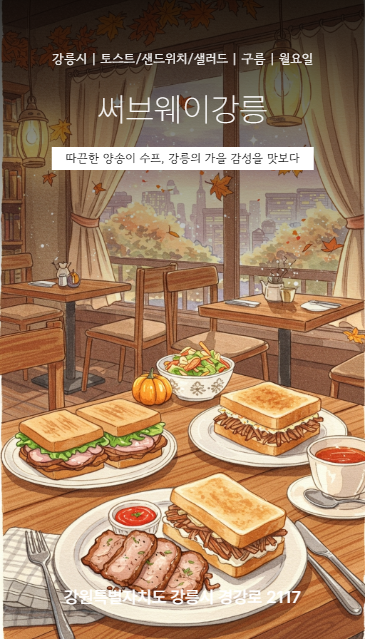 강릉시 | 토스트/샌드위치/샐러드 | 구름 | 월요일
써브웨이강릉
따끈한 양송이 수프, 강릉의 가을 감성을 맛보다
강원특별자치도 강릉시 경강로 2117